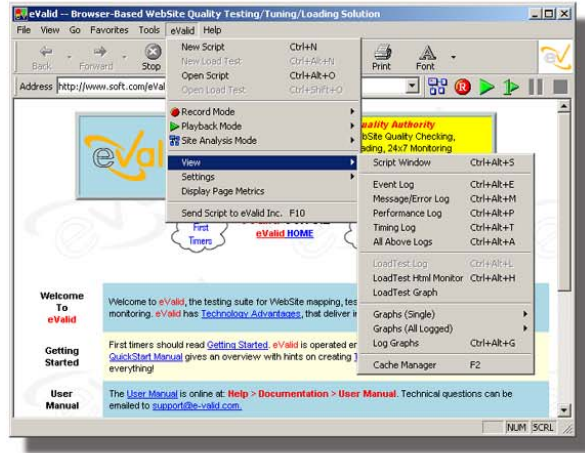 eValid -- Browser-Based WebSite Quality Testing/Tuning/Loading Solution
File View Go Favorites Tools eValid Help
Back Forward Stop Print Font
Address http://www.soft.com/eVal
New Script Ctrl+N
New Load Test Ctrl+Alt+N
Open Script Ctrl+Alt+O
Open Load Test Ctrl+Shift+O
Record Mode
Playback Mode
Site Analysis Mode
View
Settings
Display Page Metrics
Send Script to eValid Inc. F10
Script Window Ctrl+Alt+S
Event Log Ctrl+Alt+E
Message/Error Log Ctrl+Alt+M
Performance Log Ctrl+Alt+P
Timing Log Ctrl+Alt+T
All Above Logs Ctrl+Alt+A
LoadTest Log Ctrl+Alt+L
LoadTest Html Monitor Ctrl+Alt+H
LoadTest Graph
Graphs (Single)
Graphs (All Logged)
Log Graphs Ctrl+Alt+G
Cache Manager F2
eVal
uality Authority
bSite Quality Checking,
ading, 24x7 Monitoring
First
Timers
eValid HOME
Welcome
To
eValid
Welcome to eValid, the testing suite for WebSite mapping, tes
monitoring. eValid has Technology Advantages, that deliver
Getting
Started
First timers should read Getting Started. eValid is operated
QuickStart Manual gives an overview with hints on creating
everything!
User
Manual
The User Manual is online at: Help > Documentation > User Manual. Technical questions can be
emailed to support@e-valid.com.
NUM SCRL